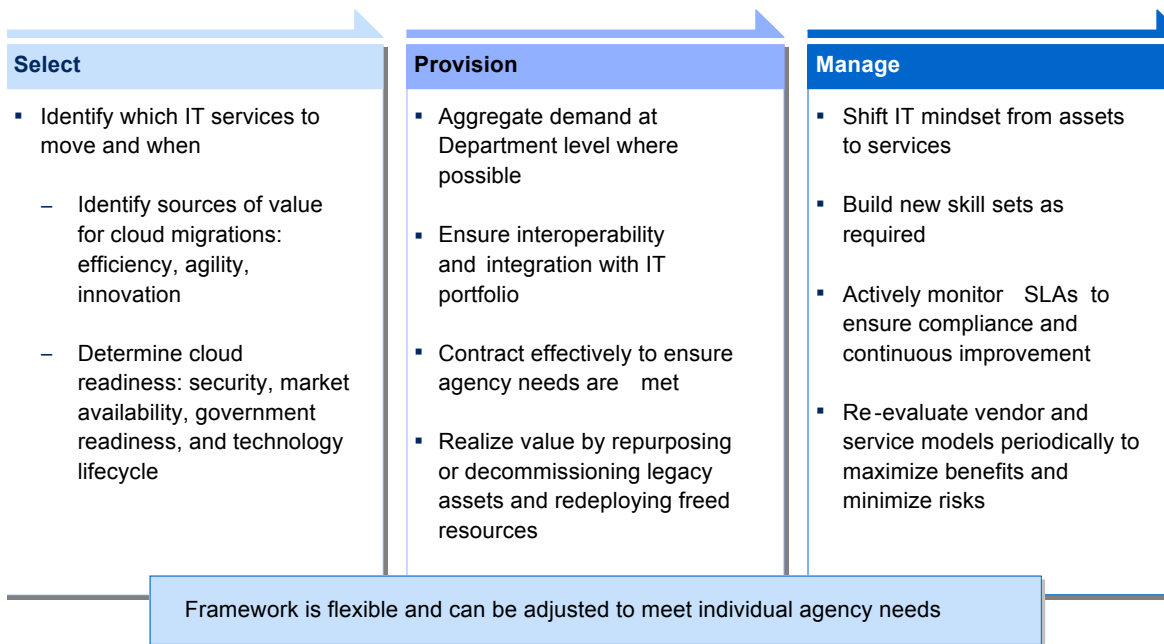 Select
▪ Identify which IT services to
move and when
– Identify sources of value
for cloud migrations:
efficiency, agility,
innovation
– Determine cloud
readiness: security, market
availability, government
readiness, and technology
lifecycle
Provision
▪ Aggregate demand at
Department level where
possible
▪ Ensure interoperability
and integration with IT
portfolio
▪ Contract effectively to ensure
agency needs are met
▪ Realize value by repurposing
or decommissioning legacy
assets and redeploying freed
resources
Manage
▪ Shift IT mindset from assets
to services
▪ Build new skill sets as
required
▪ Actively monitor SLAs to
ensure compliance and
continuous improvement
▪ Re-evaluate vendor and
service models periodically to
maximize benefits and
minimize risks
Framework is flexible and can be adjusted to meet individual agency needs